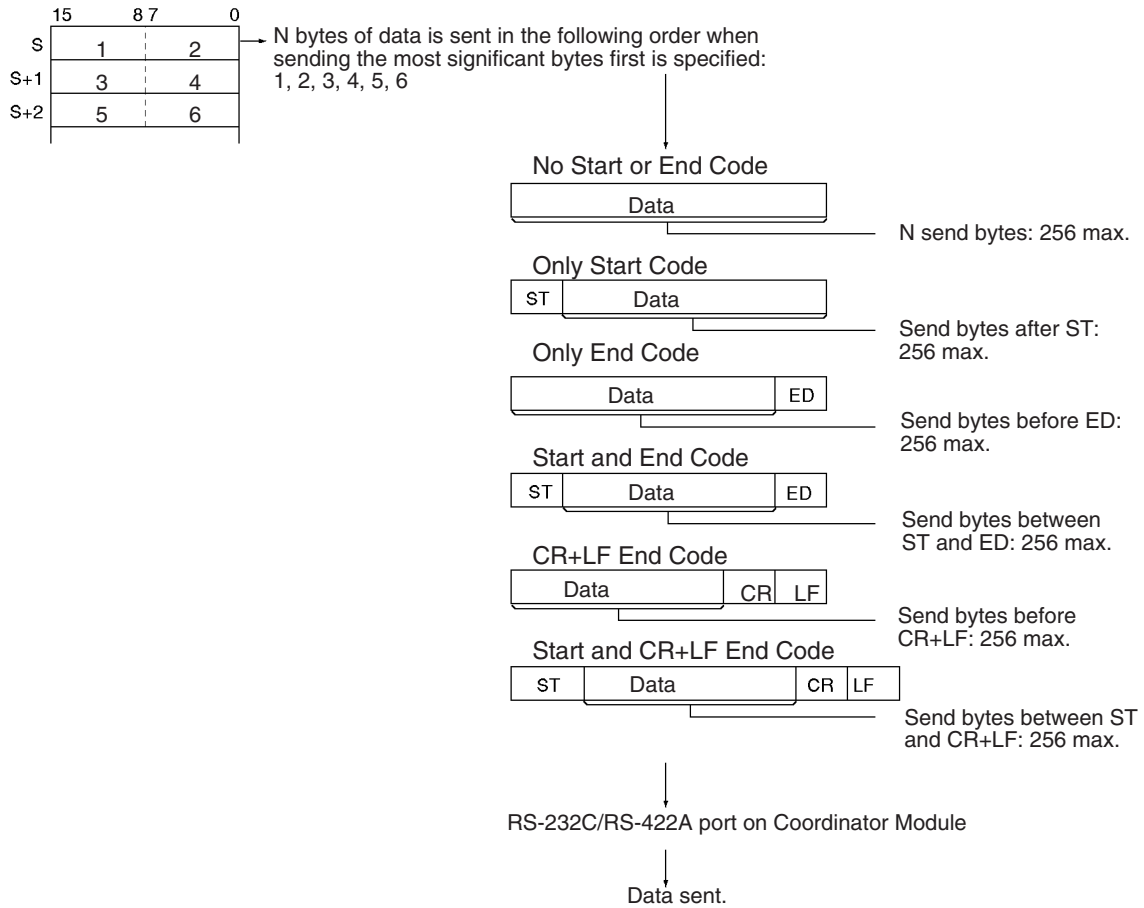 15 8 7 0
S 1 2
S+1 3 4
S+2 5 6
N bytes of data is sent in the following order when
sending the most significant bytes first is specified:
1, 2, 3, 4, 5, 6
No Start or End Code
Data
N send bytes: 256 max.
Only Start Code
ST Data
Send bytes after ST:
256 max.
Only End Code
Data ED
Send bytes before ED:
256 max.
Start and End Code
ST Data ED
Send bytes between
ST and ED: 256 max.
CR+LF End Code
Data CR LF
Send bytes before
CR+LF: 256 max.
Start and CR+LF End Code
ST Data CR LF
Send bytes between ST
and CR+LF: 256 max.
RS-232C/RS-422A port on Coordinator Module
Data sent.